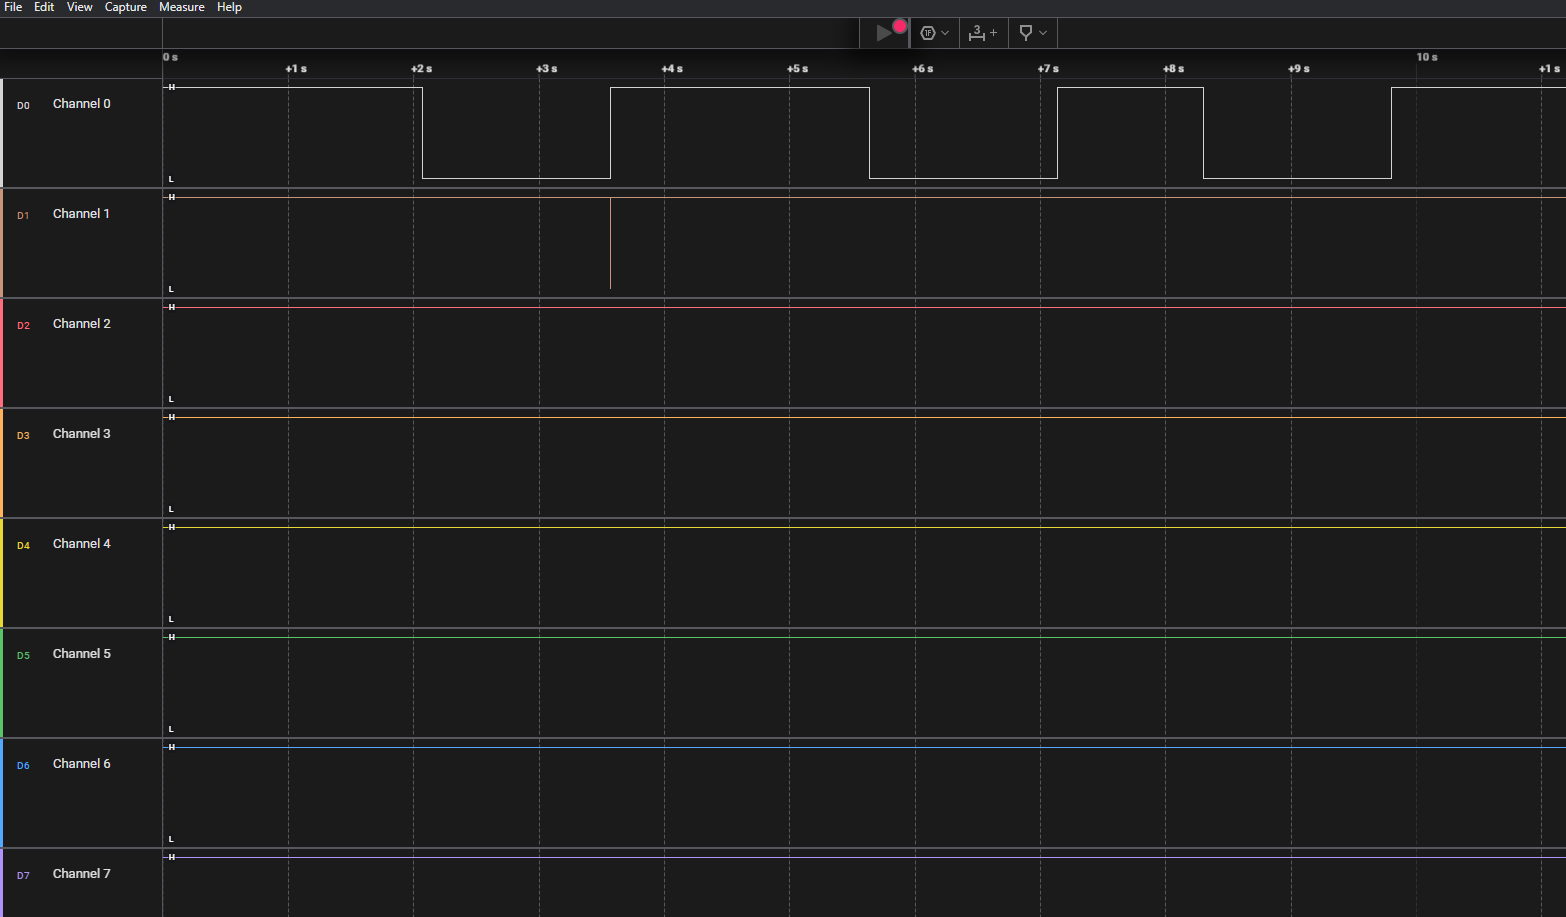 File Edit View Capture Measure Help
1F 3 +
0 s 10 s
+1 s +2 s +3 s +4 s +5 s +6 s +7 s +8 s +9 s +1 s
H
D0 Channel 0
L
H
D1 Channel 1
L
H
D2 Channel 2
L
H
D3 Channel 3
L
H
D4 Channel 4
L
H
D5 Channel 5
L
H
D6 Channel 6
L
H
D7 Channel 7